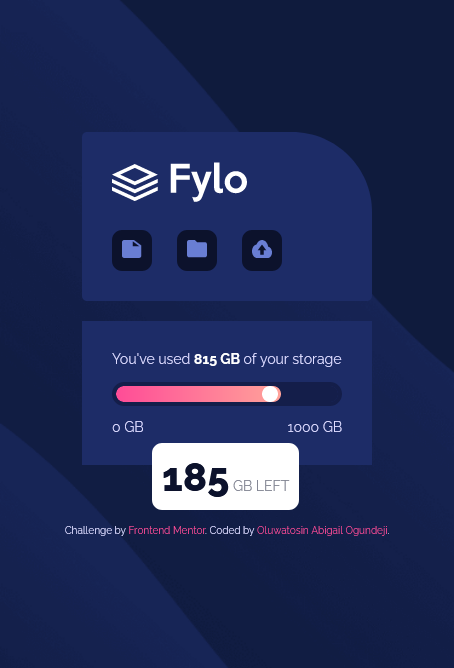 Fylo
You've used 815 GB of your storage
0 GB
1000 GB
185 GB LEFT
Challenge by Frontend Mentor. Coded by Oluwatosin Abigail Ogundeji.